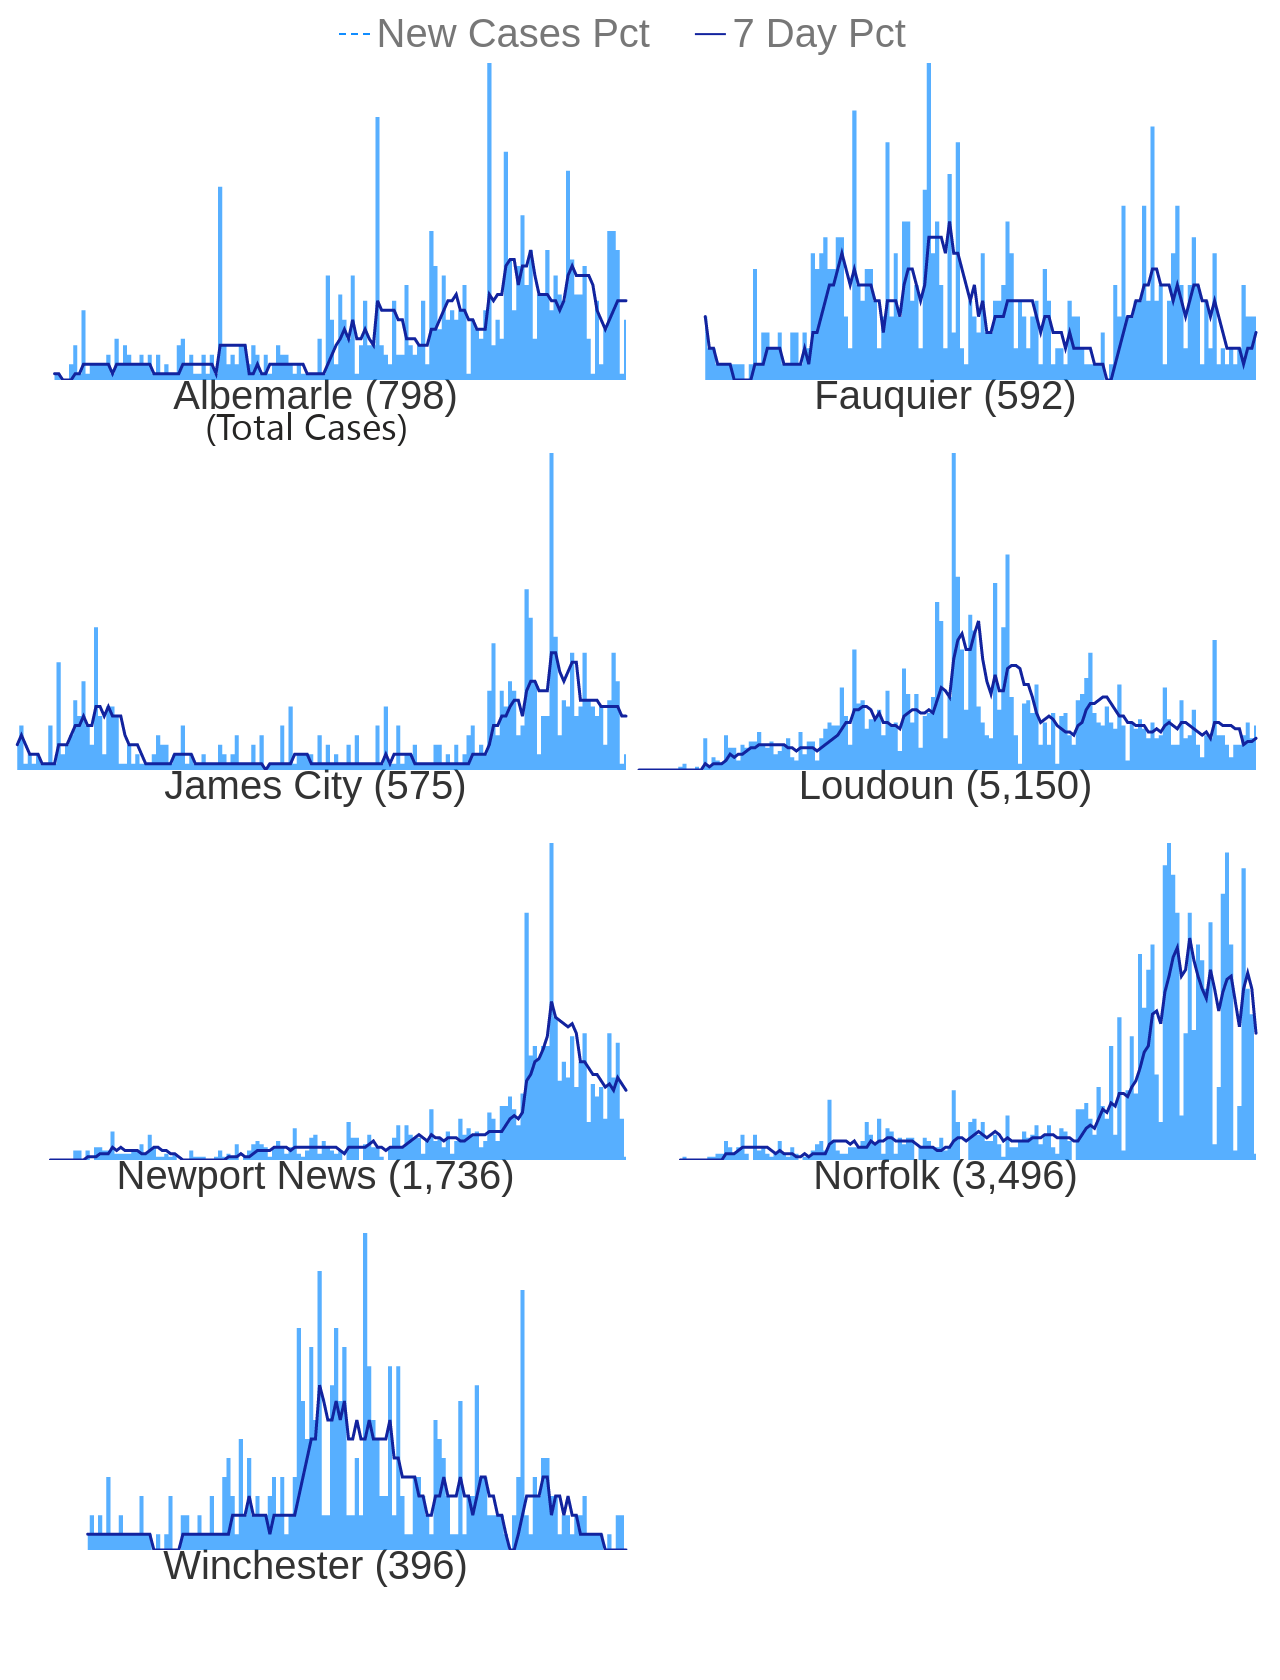 New Cases Pct 7 Day Pct
Albemarle (798) Fauquier (592)
(Total Cases)
James City (575) Loudoun (5,150)
Newport News (1,736) Norfolk (3,496)
Winchester (396)